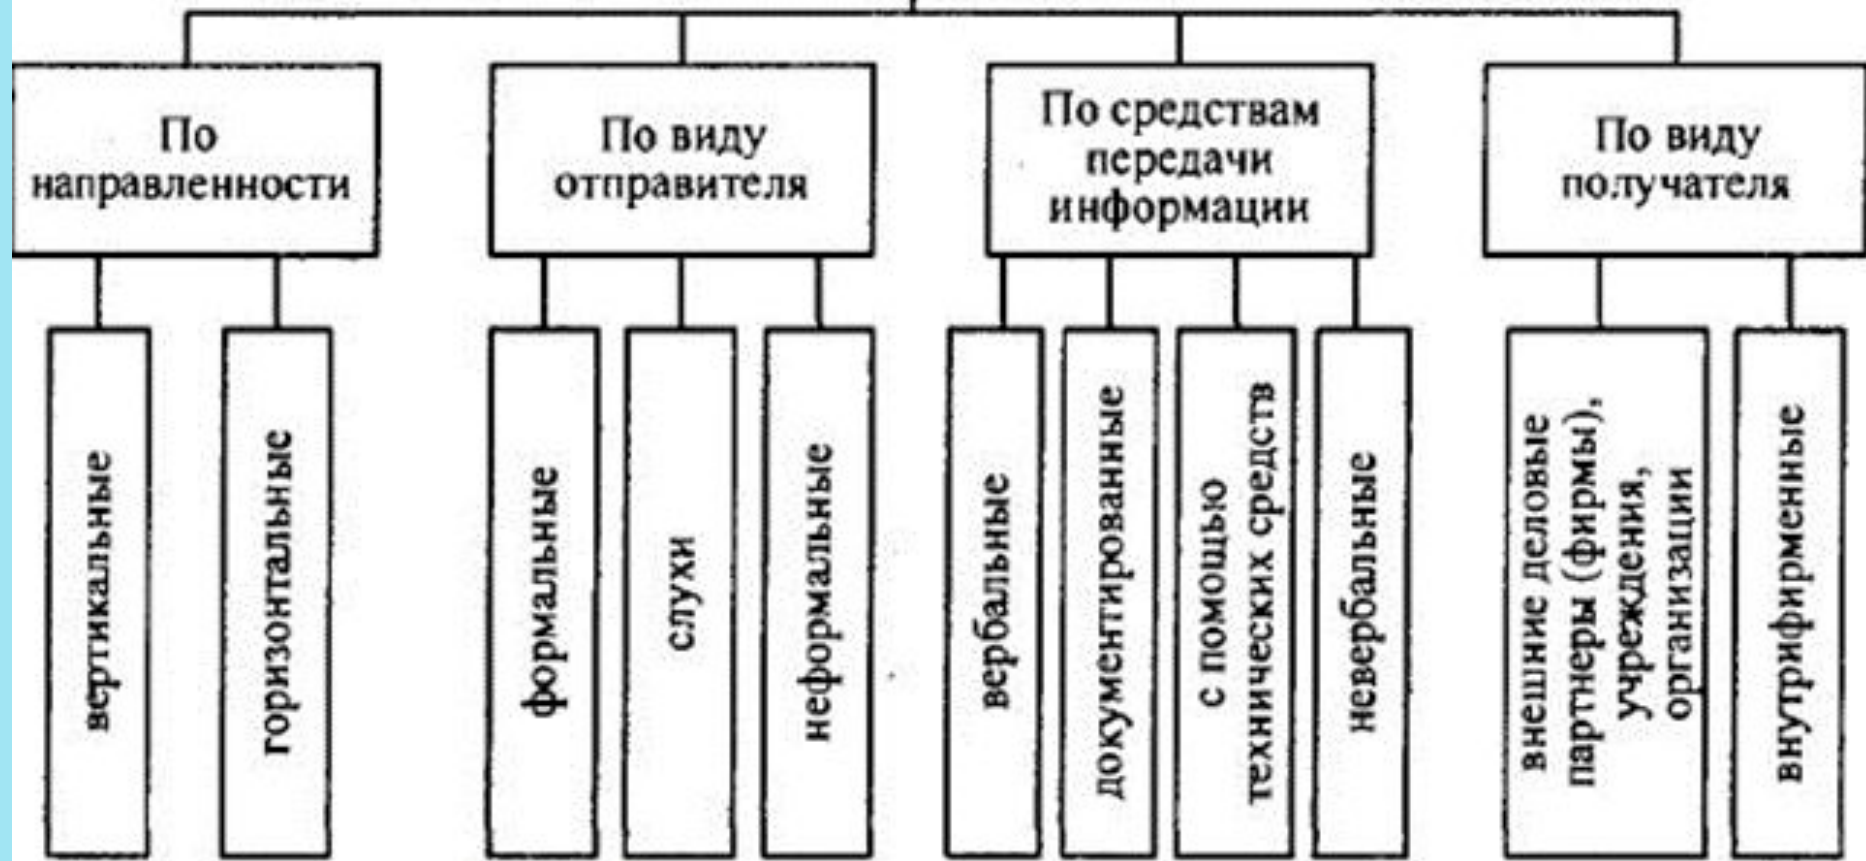 По
направленности
По виду
отправителя
По средствам
передачи
информации
По виду
получателя
вертикальные
горизонтальные
формальные
слухи
неформальные
вербальные
документированные
с помощью
технических средств
невербальные
внешние деловые
партнеры (фирмы),
учреждения,
организации
внутрифирменные